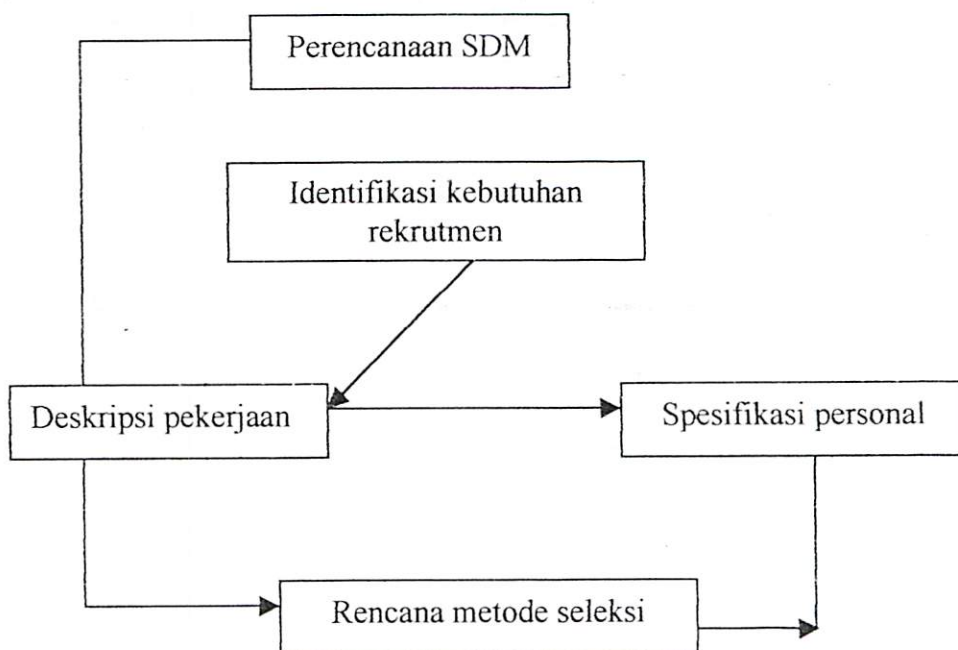 Perencanaan SDM
Identifikasi kebutuhan
rekrutmen
Deskripsi pekerjaan
Spesifikasi personal
Rencana metode seleksi